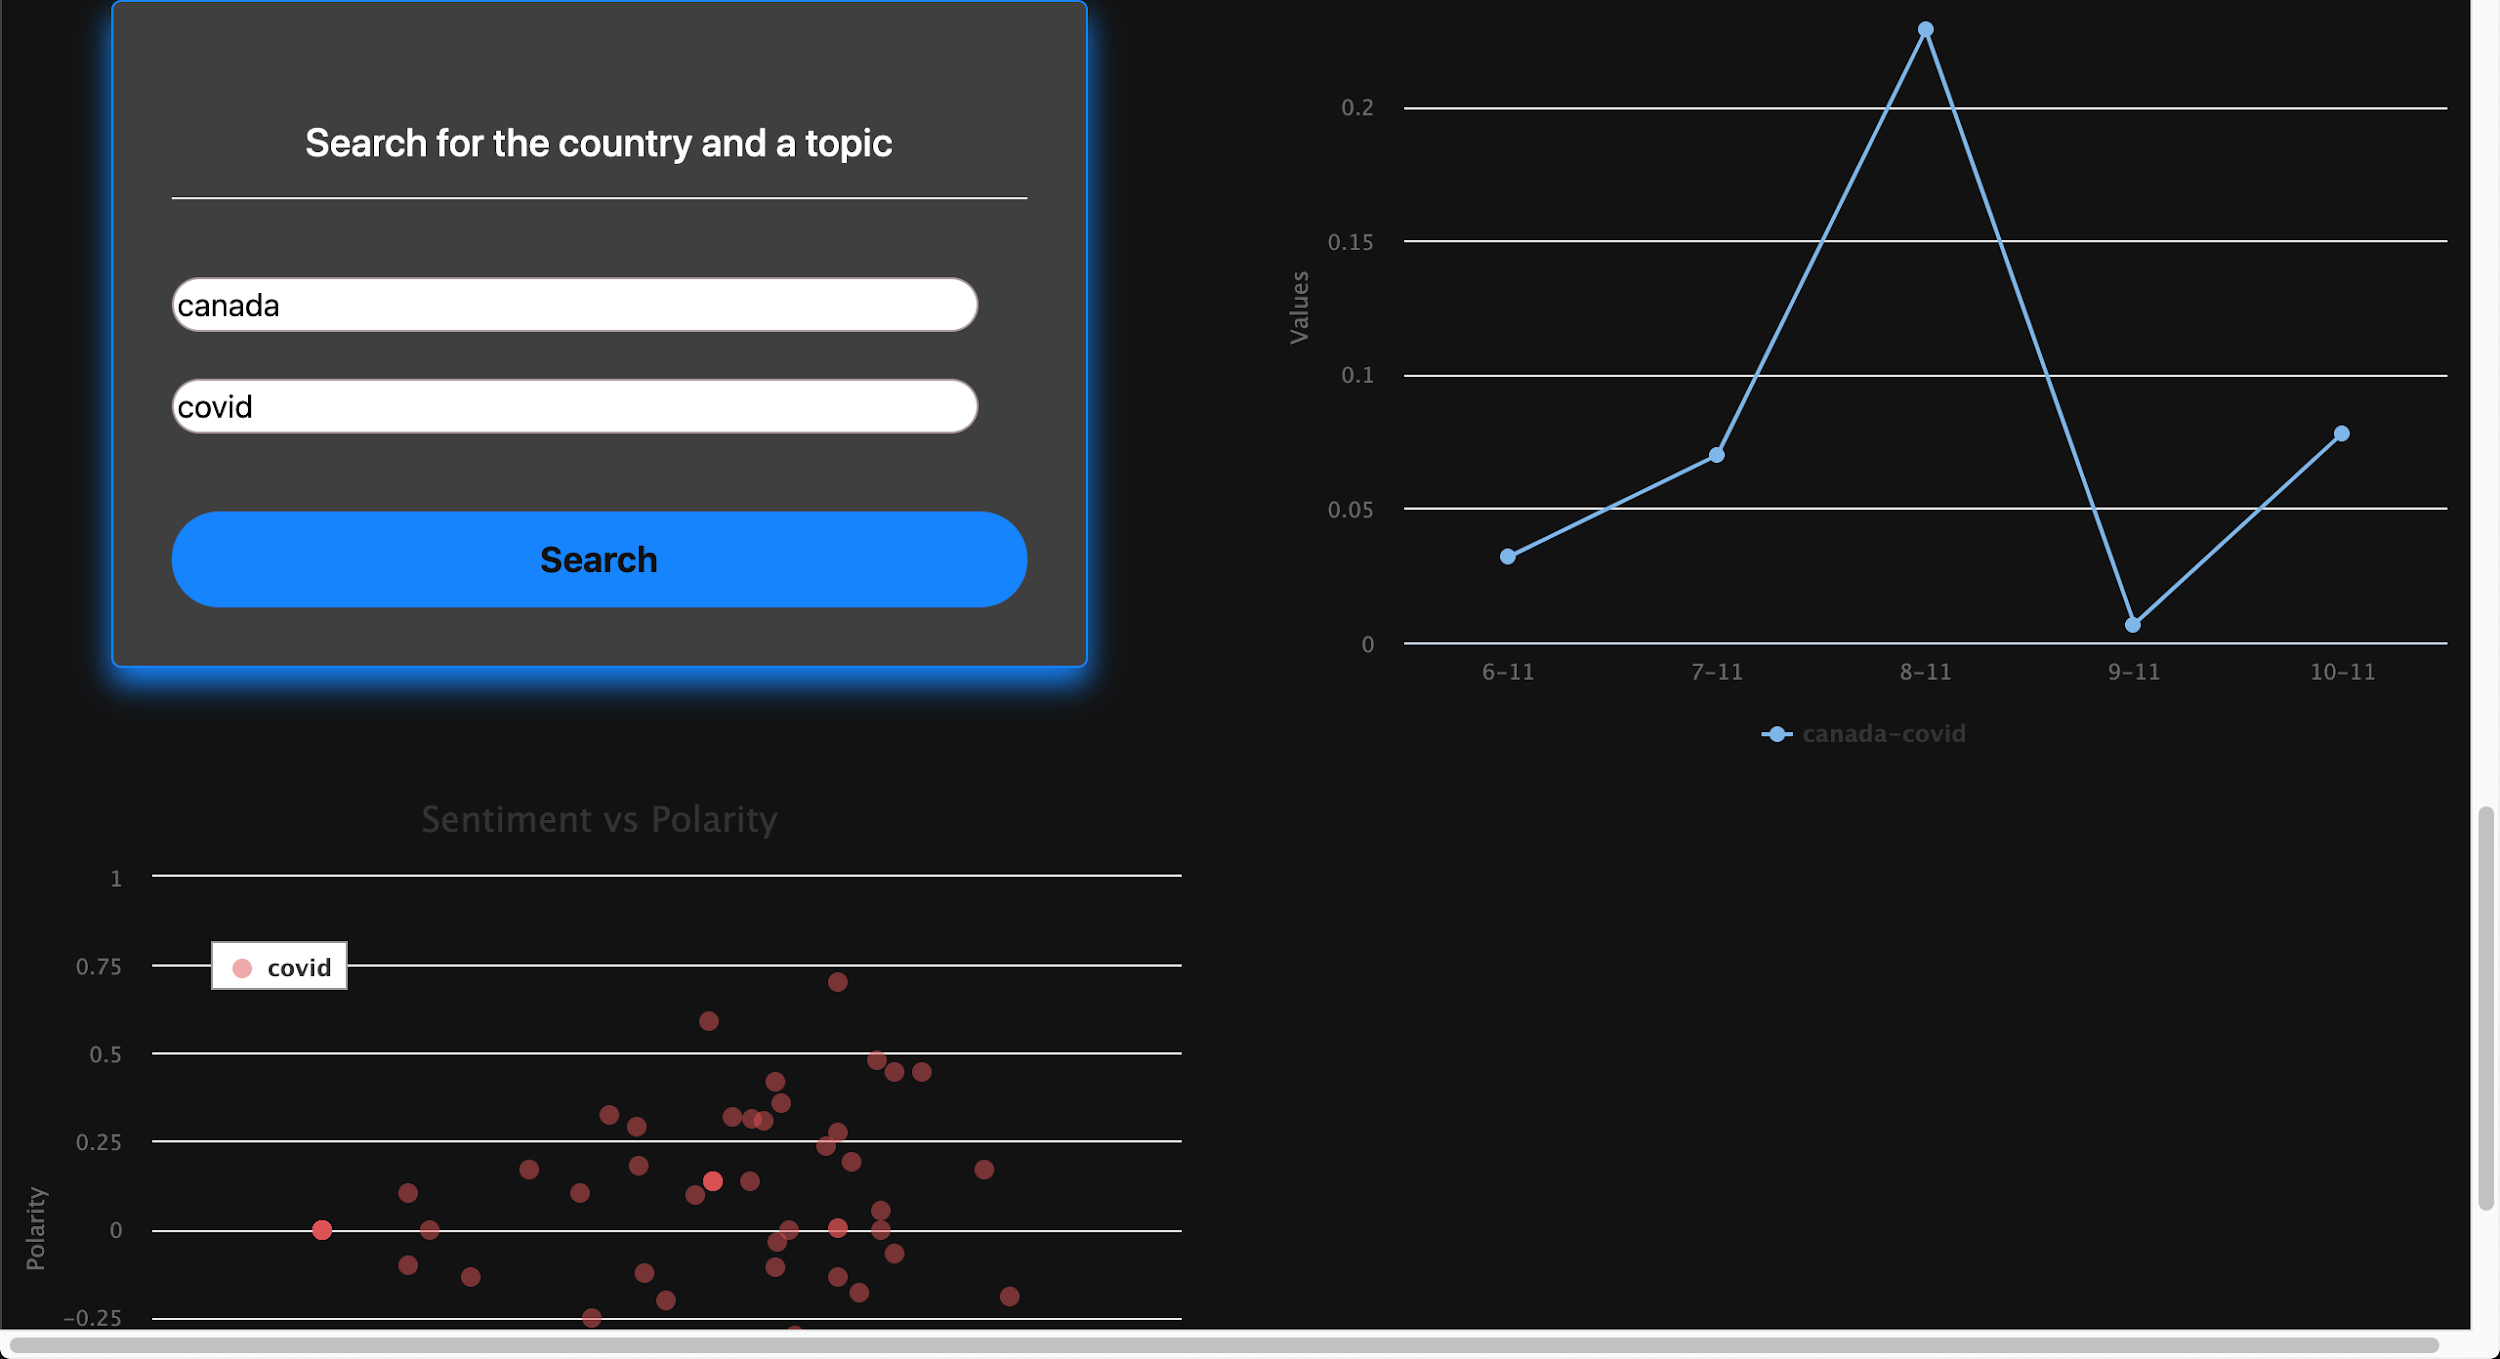 Search for the country and a topic
canada
covid
Search
0.2
0.15
0.1
0.05
0
Values
6-11 7-11 8-11 9-11 10-11
canada-covid
Sentiment vs Polarity
1
0.75
0.5
0.25
0
-0.25
Polarity
covid